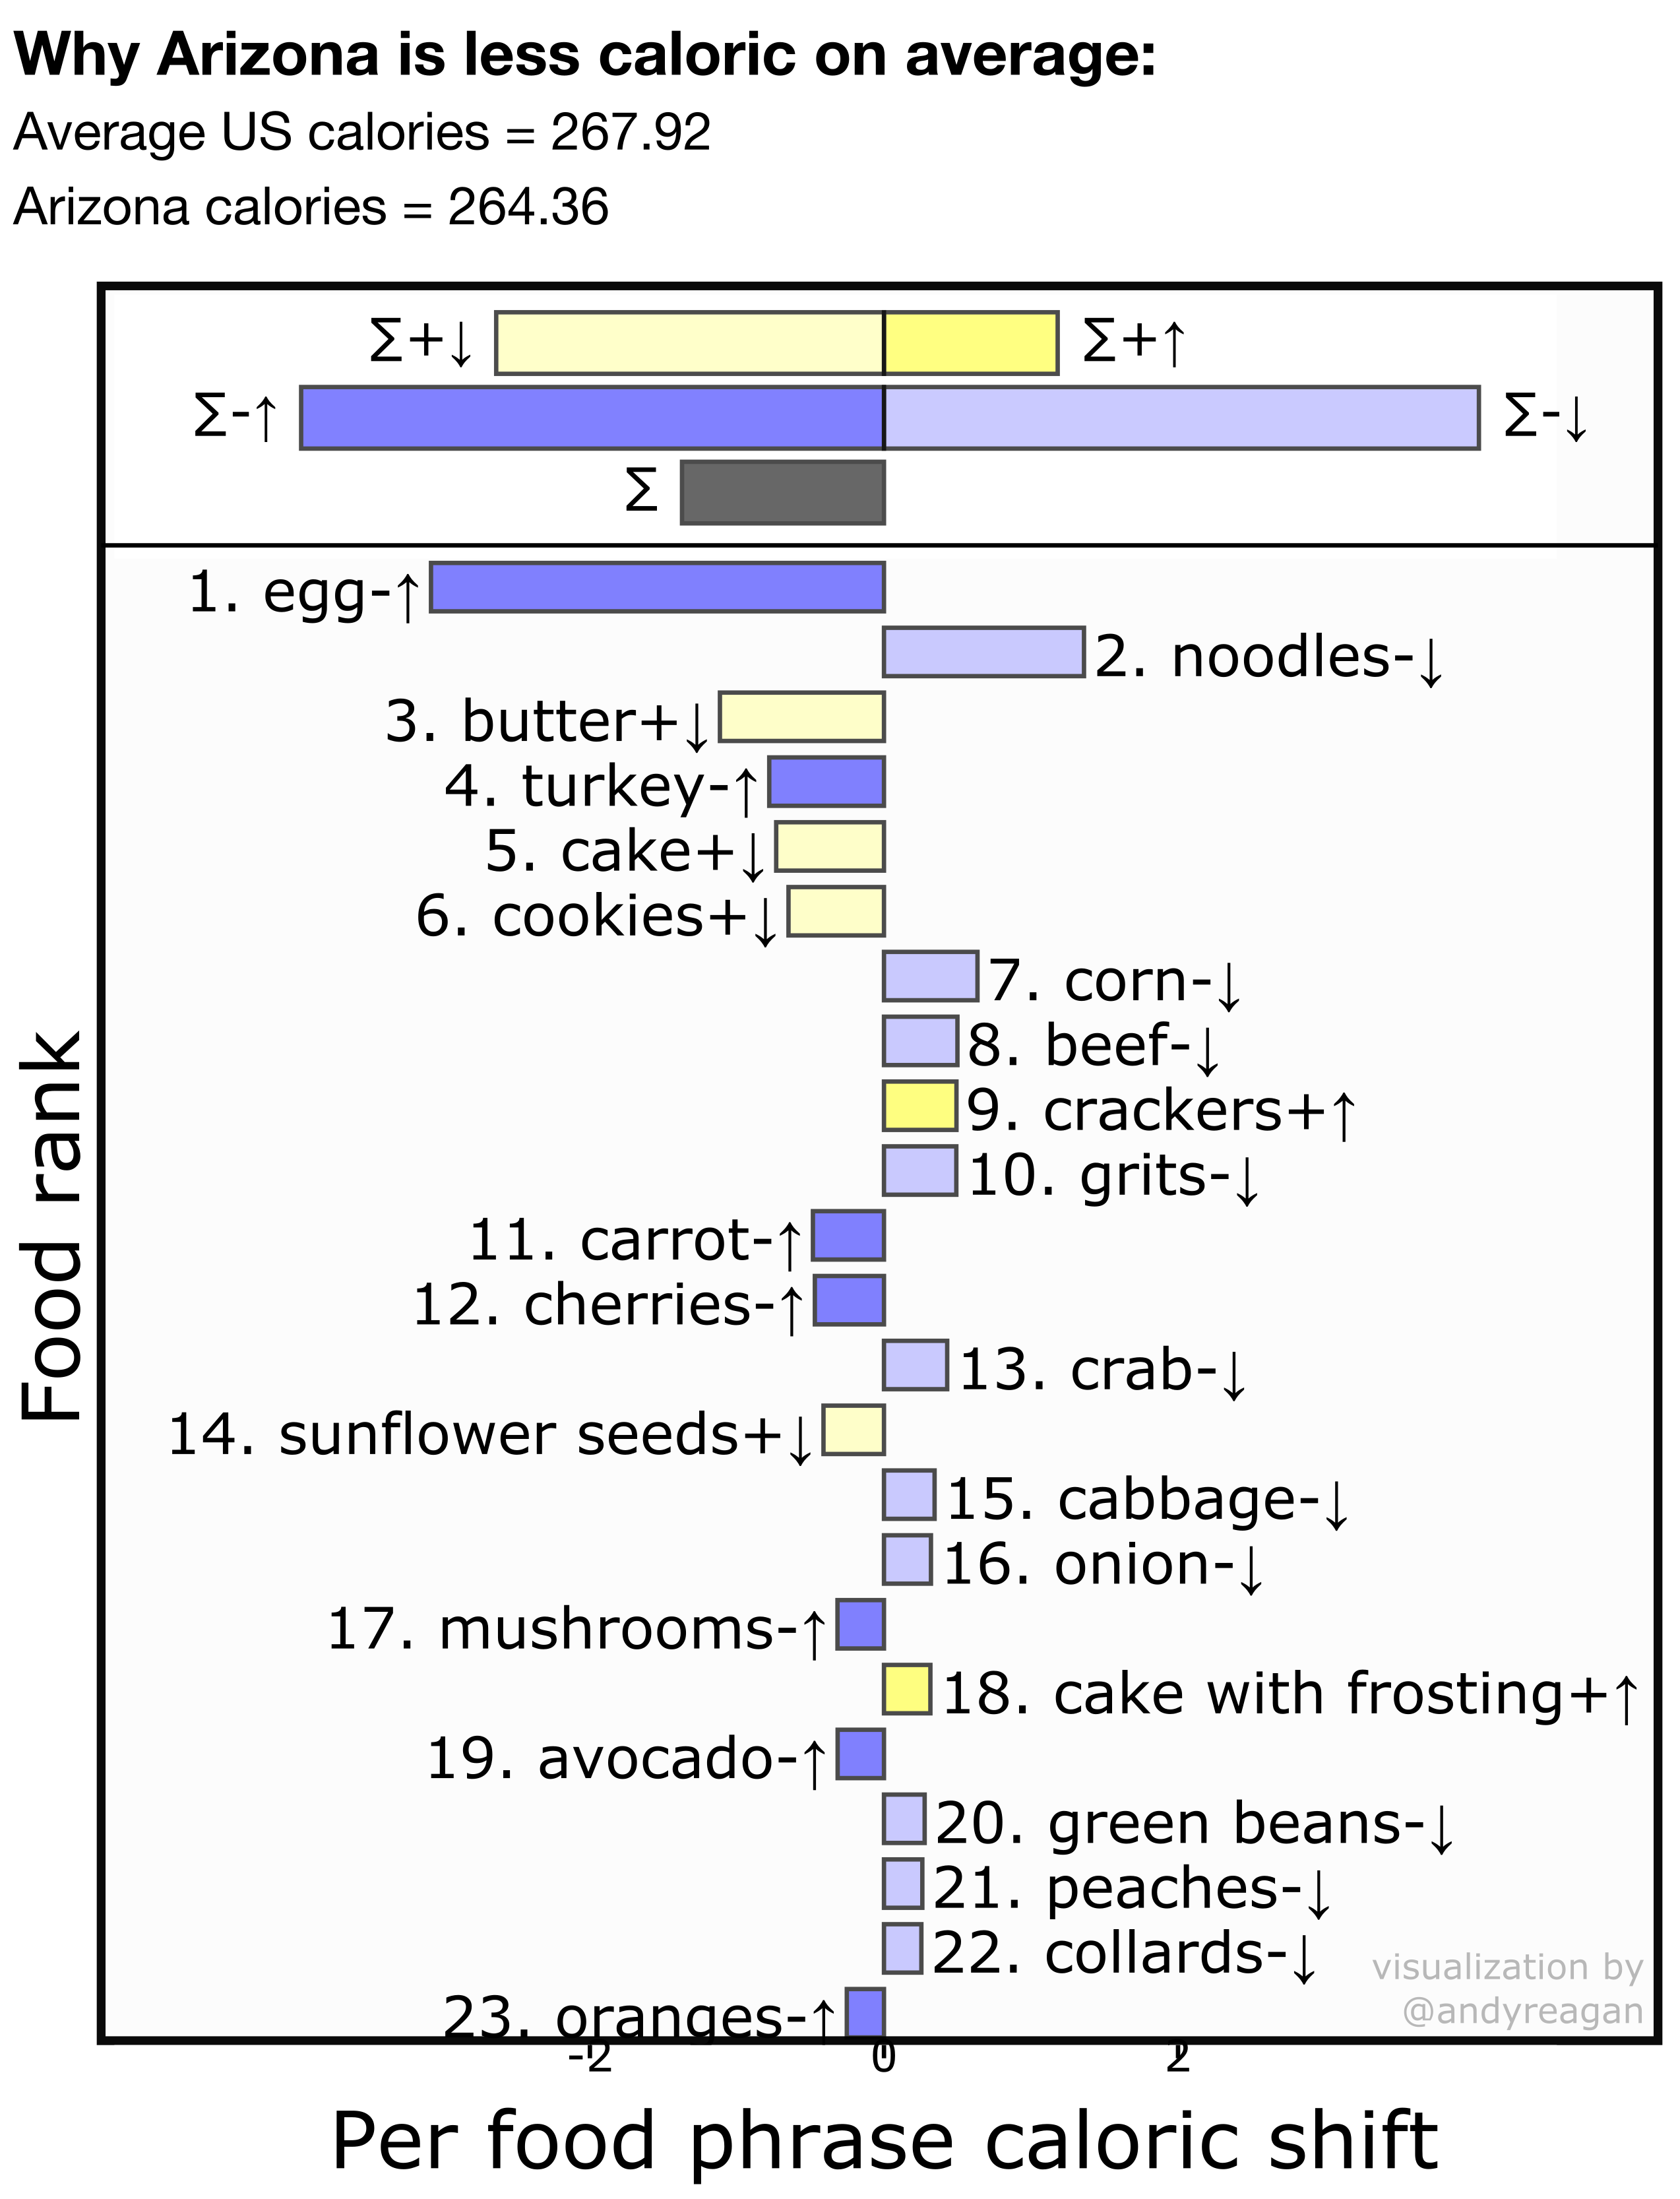 Why Arizona is less caloric on average:
Average US calories = 267.92
Arizona calories = 264.36
Σ+↓
Σ+↑
Σ-↑
Σ-↓
Σ
1. egg-↑
2. noodles-↓
3. butter+↓
4. turkey-↑
5. cake+↓
6. cookies+↓
7. corn-↓
8. beef-↓
9. crackers+↑
10. grits-↓
11. carrot-↑
12. cherries-↑
13. crab-↓
14. sunflower seeds+↓
15. cabbage-↓
16. onion-↓
17. mushrooms-↑
18. cake with frosting+↑
19. avocado-↑
20. green beans-↓
21. peaches-↓
22. collards-↓
23. oranges-↑
visualization by
@andyreagan
Food rank
-2 0 2
Per food phrase caloric shift